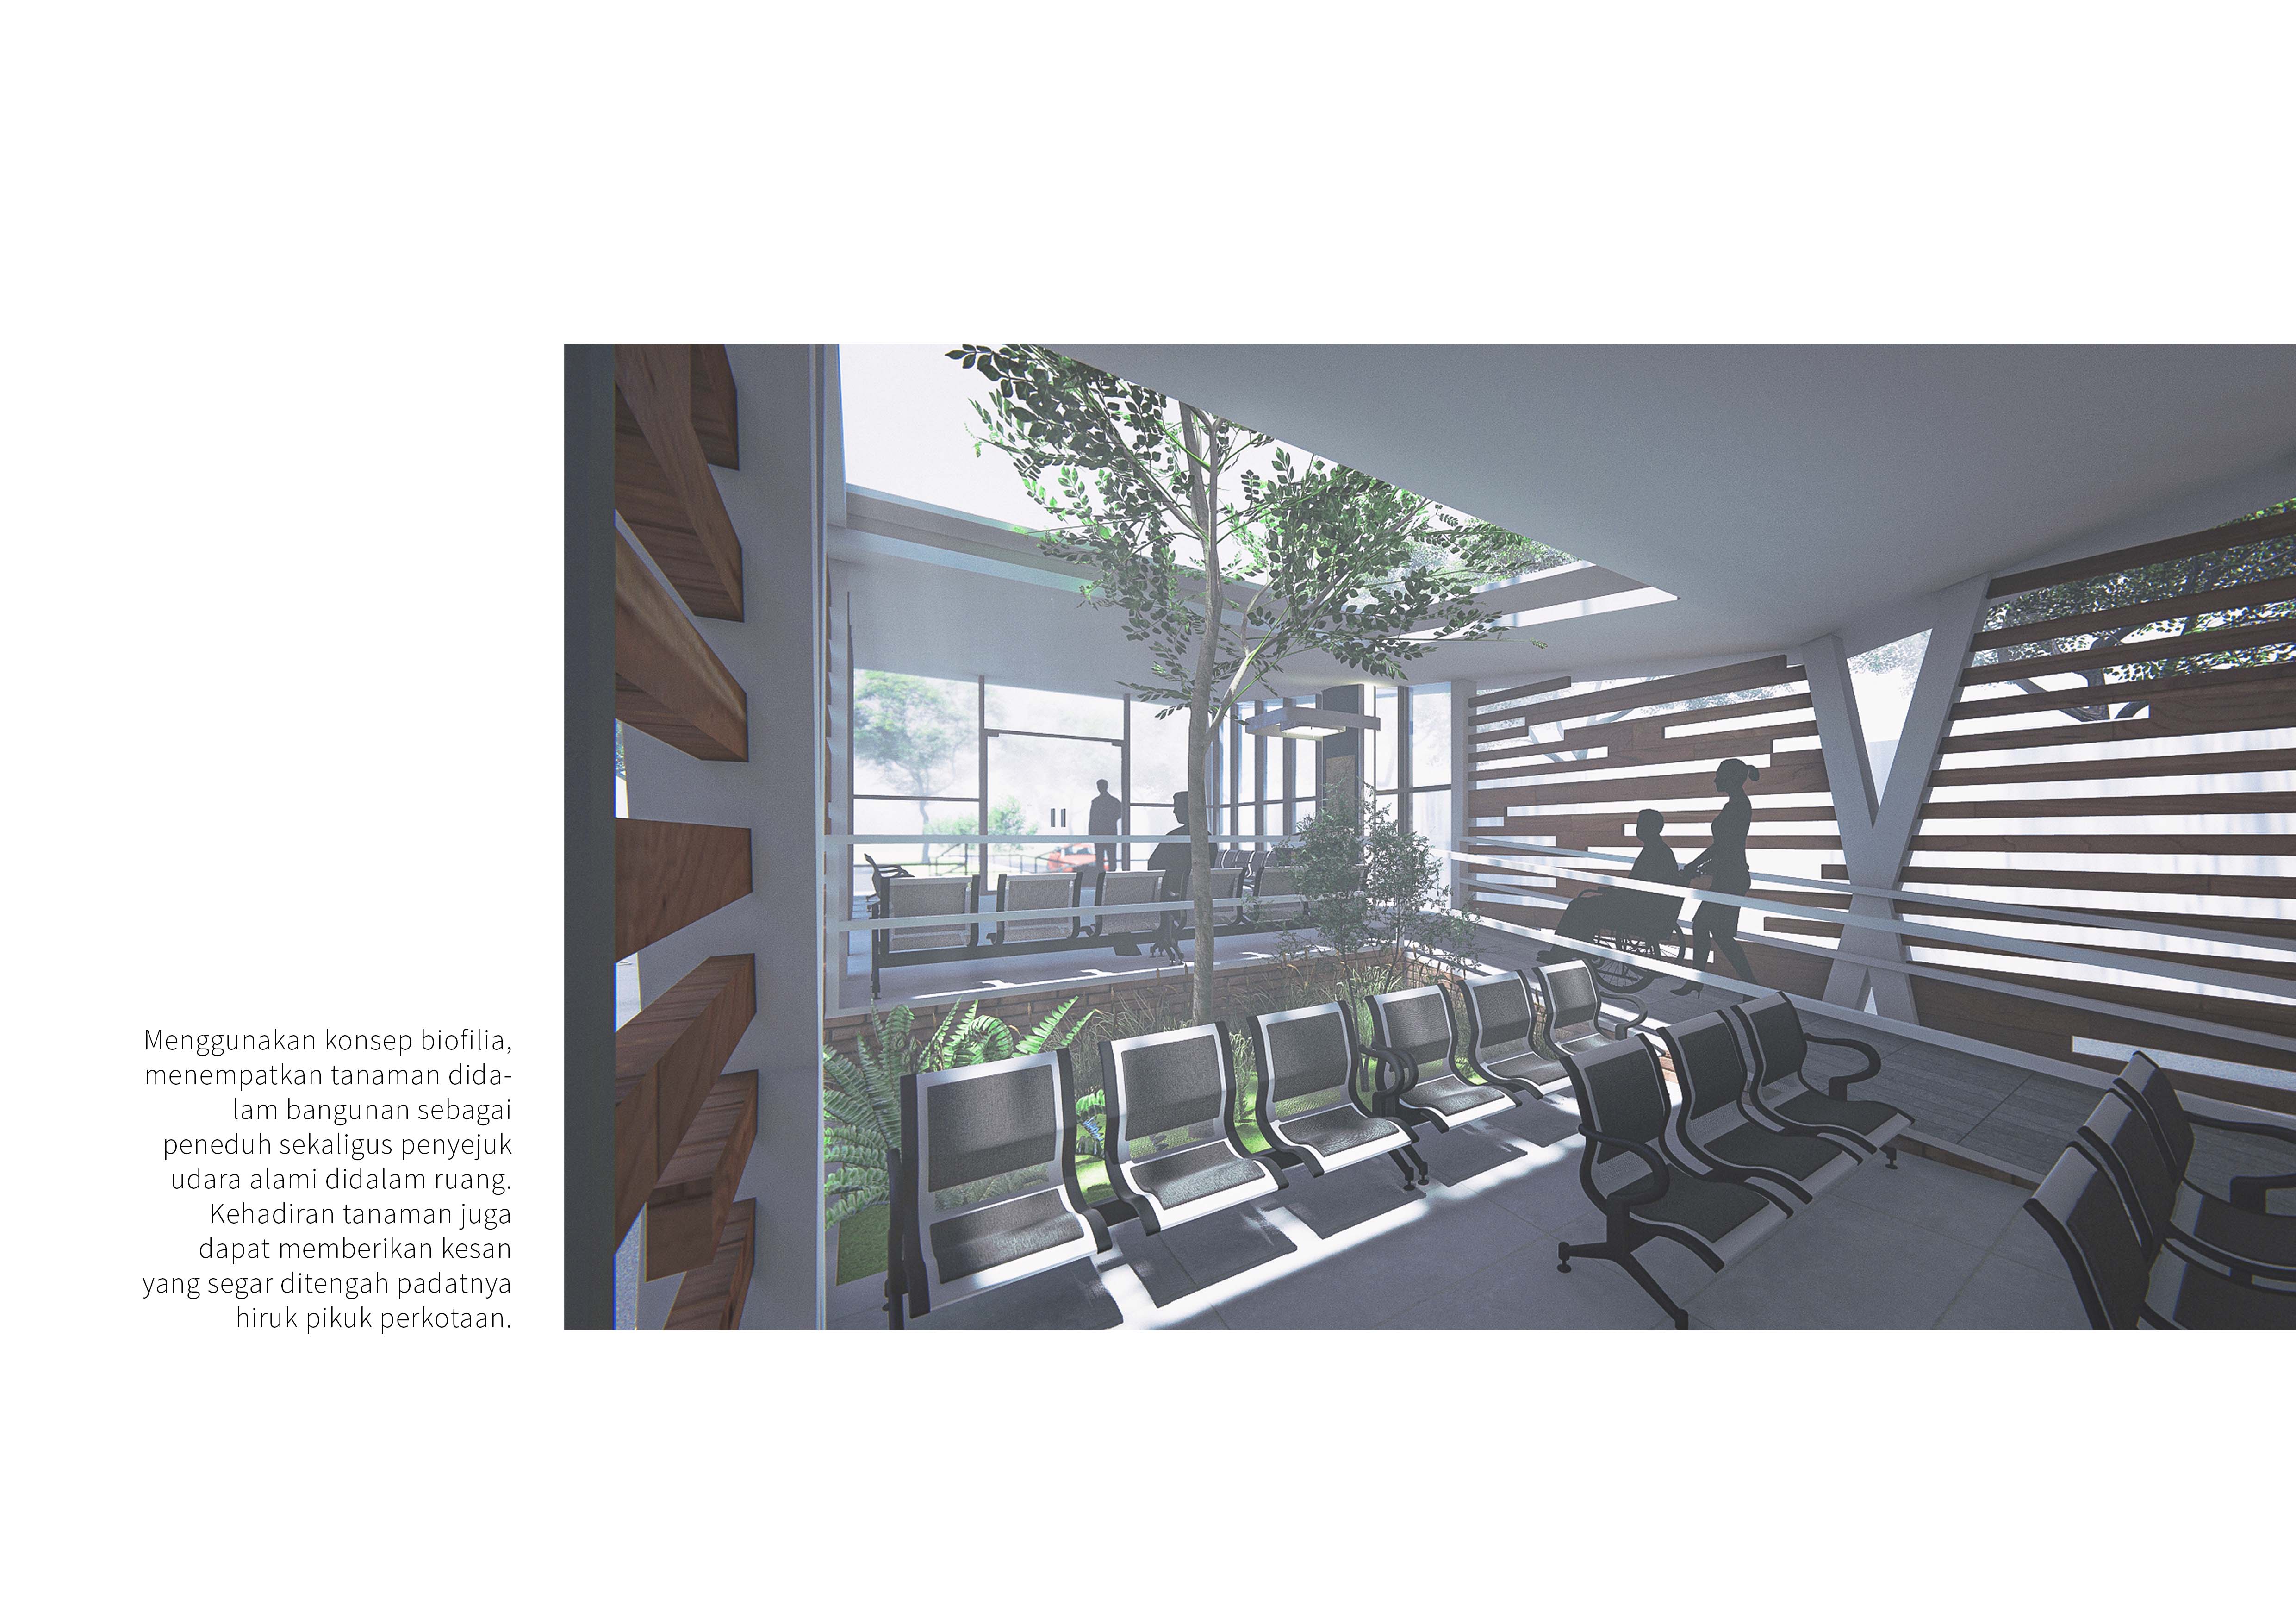 Menggunakan konsep biofilia,
menempatkan tanaman dida-
lam bangunan sebagai
peneduh sekaligus penyejuk
udara alami didalam ruang.
Kehadiran tanaman juga
dapat memberikan kesan
yang segar ditengah padatnya
hiruk pikuk perkotaan.